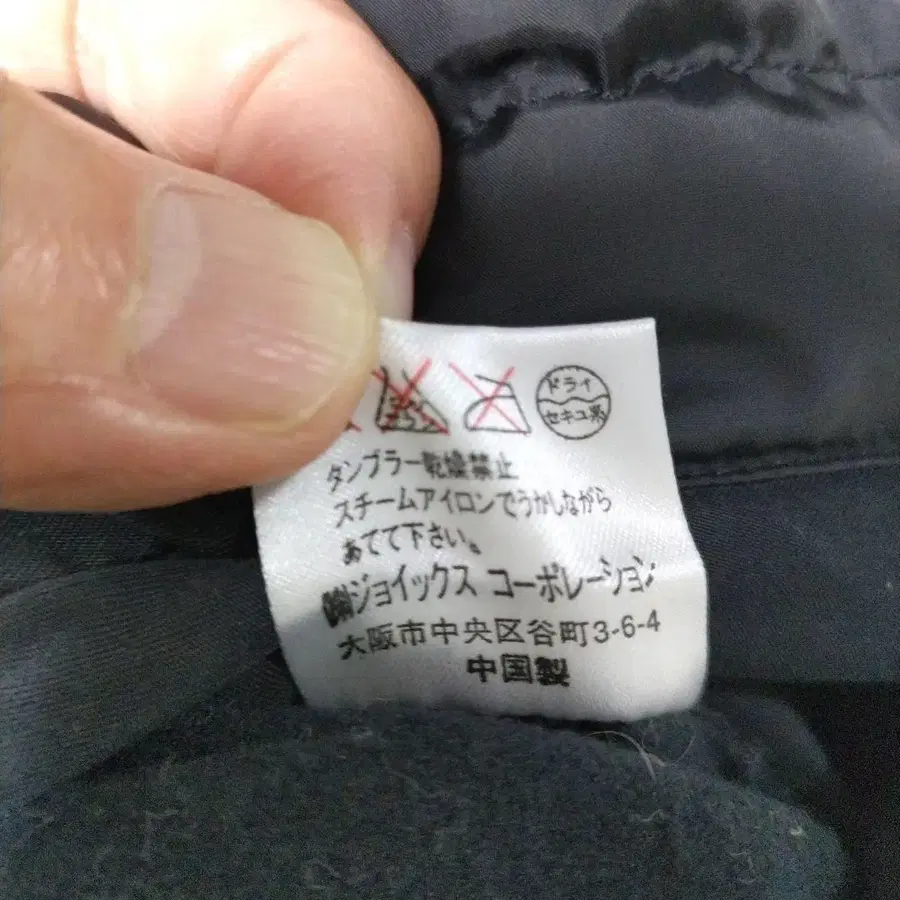 ドライ
セキユ系
タンブラー乾燥禁止
スチームアイロンでうかしながら
あてて下さい。
㈱ジョイックス コーポレーション
大阪市中央区谷町3-6-4
中国製